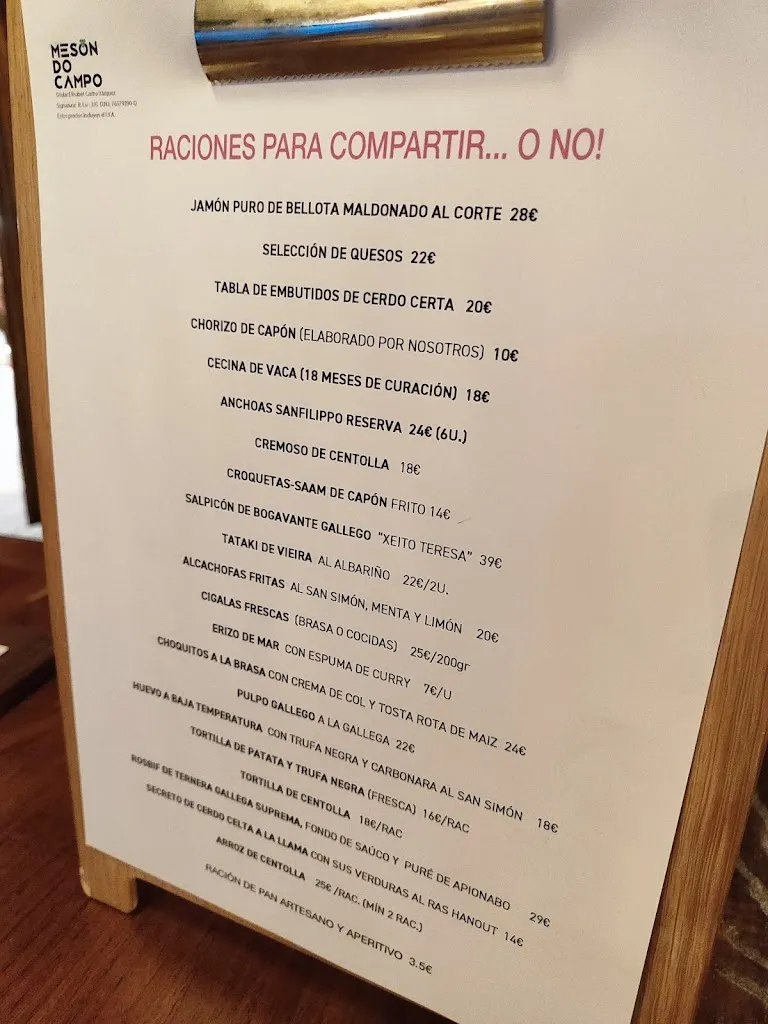 MESÓN
DO
CAMPO
RACIONES PARA COMPARTIR... O NO!
JAMÓN PURO DE BELLOTA MALDONADO AL CORTE 28€
SELECCIÓN DE QUESOS 22€
TABLA DE EMBUTIDOS DE CERDO CERTA 20€
CHORIZO DE CAPÓN (ELABORADO POR NOSOTROS) 10€
CECINA DE VACA (18 MESES DE CURACIÓN) 18€
ANCHOAS SANFILIPPO RESERVA 24€ (6U.)
CREMOSO DE CENTOLLA 18€
CROQUETAS-SAAM DE CAPÓN FRITO 14€
SALPICÓN DE BOGAVANTE GALLEGO "XEITO TERESA" 39€
TATAKI DE VIEIRA AL ALBARIÑO 22€/2U.
ALCACHOFAS FRITAS AL SAN SIMÓN, MENTA Y LIMÓN 20€
CIGALAS FRESCAS (BRASA O COCIDAS) 25€/200gr
ERIZO DE MAR CON ESPUMA DE CURRY 7€/U
CHOQUITOS A LA BRASA CON CREMA DE COL Y TOSTA ROTA DE MAIZ 24€
PULPO GALLEGO A LA GALLEGA 22€
HUEVO A BAJA TEMPERATURA CON TRUFA NEGRA Y CARBONARA AL SAN SIMÓN 18€
TORTILLA DE PATATA Y TRUFA NEGRA (FRESCA) 16€/RAC
TORTILLA DE CENTOLLA 18€/RAC
ROSBIF DE TERNERA GALLEGA SUPREMA, FONDO DE SAÚCO Y PURÉ DE APIONABO 29€
SECRETO DE CERDO CELTA A LA LLAMA CON SUS VERDURAS AL RAS HANOUT 14€
ARROZ DE CENTOLLA 25€ /RAC. (MÍN 2 RAC.)
RACIÓN DE PAN ARTESANO Y APERITIVO 3.5€